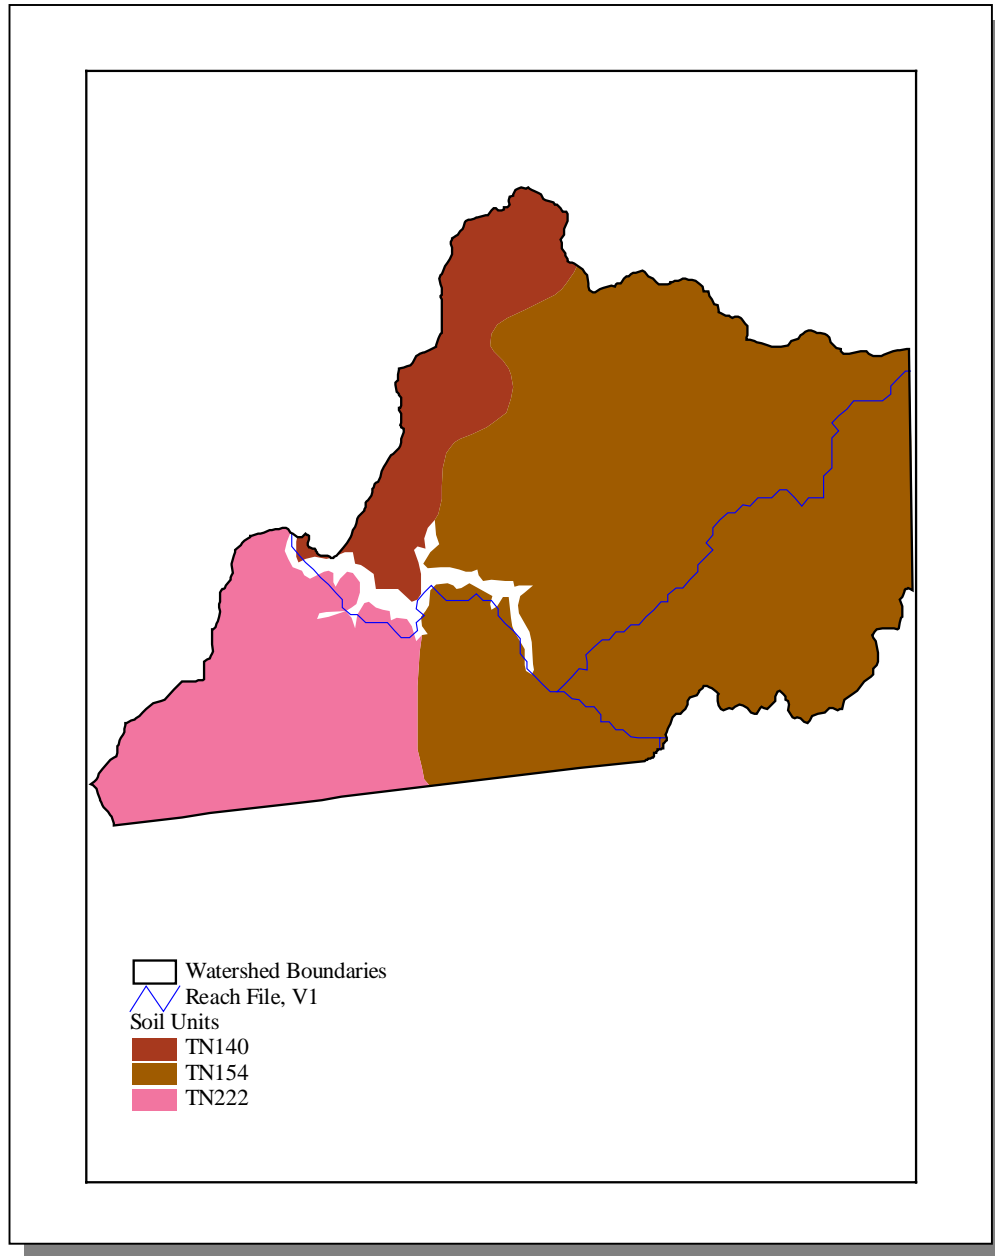 Watershed Boundaries
Reach File, V1
Soil Units
TN140
TN154
TN222